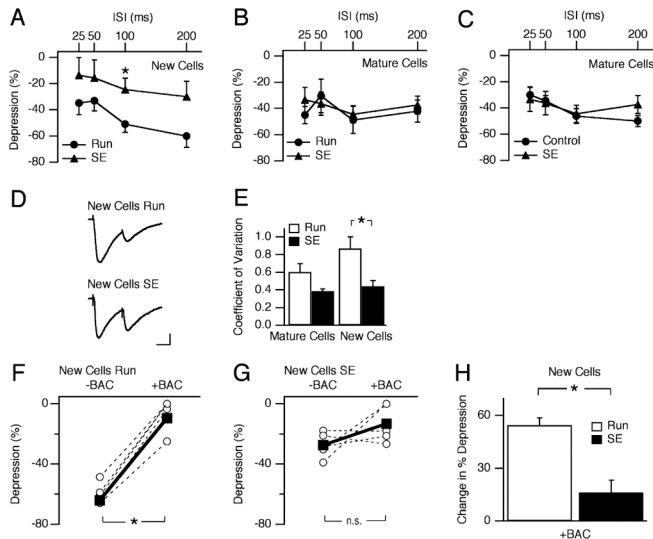 A
ISI (ms)
25 50 100 200
0
-20
-40
-60
-80
Depression (%)
*
New Cells
Run
SE
B
ISI (ms)
25 50 100 200
0
-20
-40
-60
-80
Depression (%)
Mature Cells
Run
SE
C
ISI (ms)
25 50 100 200
0
-20
-40
-60
-80
Depression (%)
Mature Cells
Control
SE
D
New Cells Run
New Cells SE
E
Run
SE
*
1.0
0.8
0.6
0.4
0.2
0.0
Coefficient of Variation
Mature Cells New Cells
F
New Cells Run
-BAC +BAC
0
-40
-80
Depression (%)
*
G
New Cells SE
-BAC +BAC
0
-40
-80
Depression (%)
n.s.
H
New Cells
*
60
30
0
Change in % Depression
Run
SE
+BAC